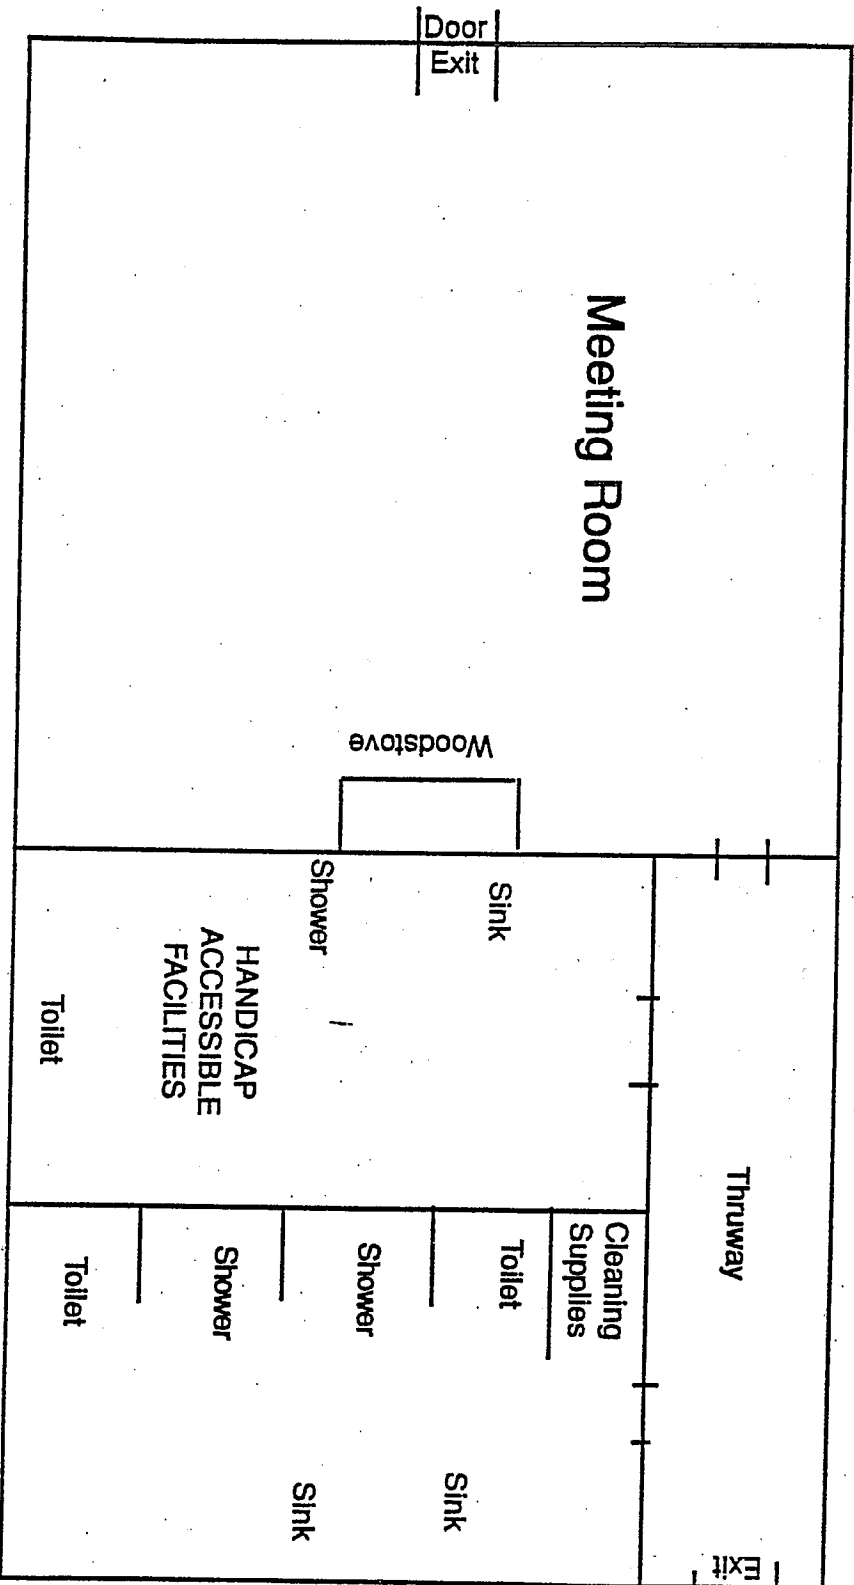 Door
Exit
Meeting Room
Woodstove
Shower
Sink
HANDICAP
ACCESSIBLE
FACILITIES
Toilet
Thruway
Cleaning
Supplies
Toilet
Shower
Shower
Toilet
Sink
Sink
Exit